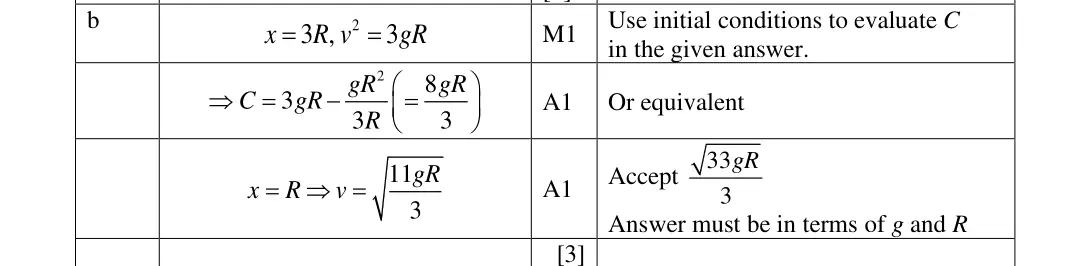 b
x = 3R, v² = 3gR
M1
Use initial conditions to evaluate C
in the given answer.
⇒ C = 3gR − gR²/3R (= 8gR/3)
A1
Or equivalent
x = R ⇒ v = √(11gR/3)
A1
Accept √33gR/3
Answer must be in terms of g and R
[3]